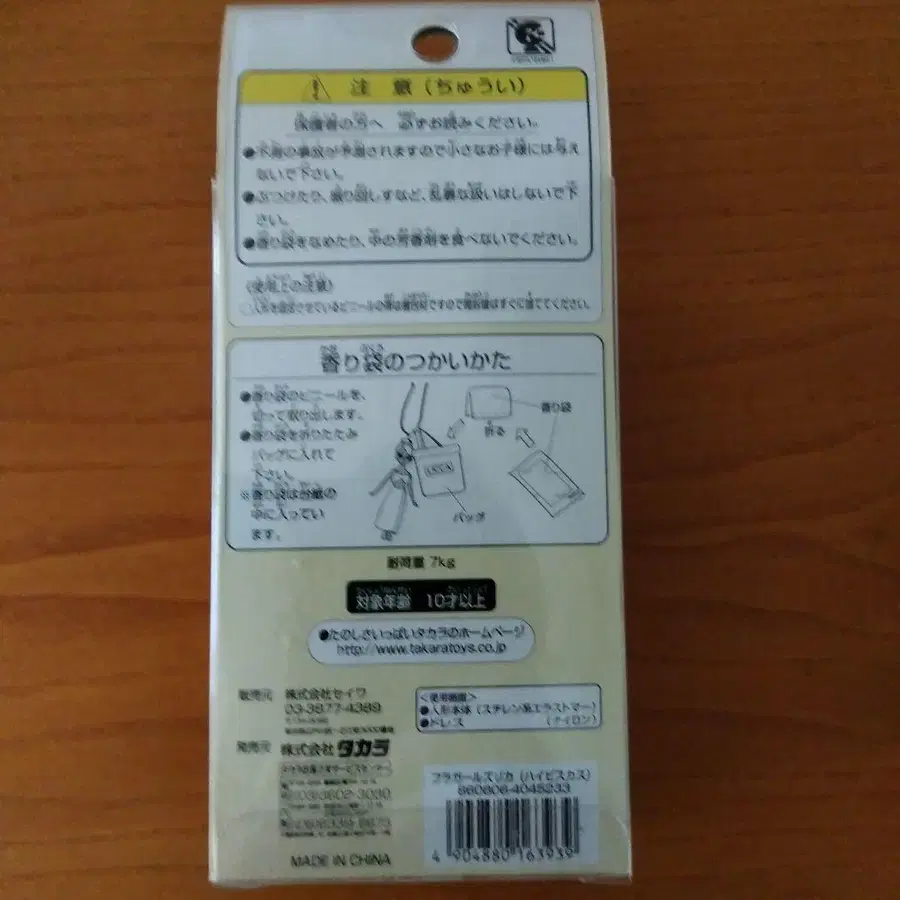 注 意（ちゅうい）
保護者の方へ 必ずお読みください。
●不測の事故が予測されますので小さなお子様には与え
ないで下さい。
●ぶつけたり、振り回しすなど、乱暴な扱いはしないで下
さい。
●香り袋をなめたり、中の芳香剤を食べないでください。
〈使用上の注意〉
香り袋のつかいかた
●香り袋のビニールを、
切って取り出します。
●香り袋を折りたたみ
バッグに入れて
下さい。
※香り袋は台紙の
中に入ってい
ます。
香り袋
折る
バッグ
耐荷重 7kg
対象年齢 10才以上
●たのしさいっぱいタカラのホームページ
http://www.takaratoys.co.jp
販売元 株式会社セイワ
03-3877-4389
発売元 株式会社タカラ
<使用樹脂>
●人形本体（スチレン系エラストマー）
●ドレス （ナイロン）
フラガールズリカ（ハイビスカス）
860806-4045233
4 904880 163939
MADE IN CHINA